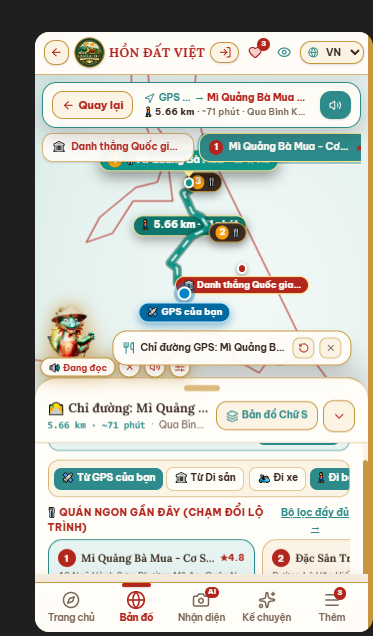 HỒN ĐẤT VIỆT
3
VN
Quay lại
GPS ... → Mì Quảng Bà Mua ...
5.66 km · ~71 phút · Qua Bình K...
Danh thắng Quốc gi...
1 Mì Quảng Bà Mua - Cơ...
3
5.66 km ·
2
Danh thắng Quốc gia...
GPS của bạn
Chỉ đường GPS: Mì Quảng B...
Đang đọc
Chỉ đường: Mì Quảng ...
5.66 km · ~71 phút · Qua Bìn...
Bản đồ Chữ S
Từ GPS của bạn
Từ Di sản
Đi xe
Đi b
QUÁN NGON GẦN ĐÂY (CHẠM ĐỔI LỘ TRÌNH)
Bộ lọc đầy đủ →
1 Mì Quảng Bà Mua - Cơ S... ★4.8
2 Đặc Sản Tr
Trang chủ
Bản đồ
AI
Nhận diện
Kể chuyện
3
Thêm